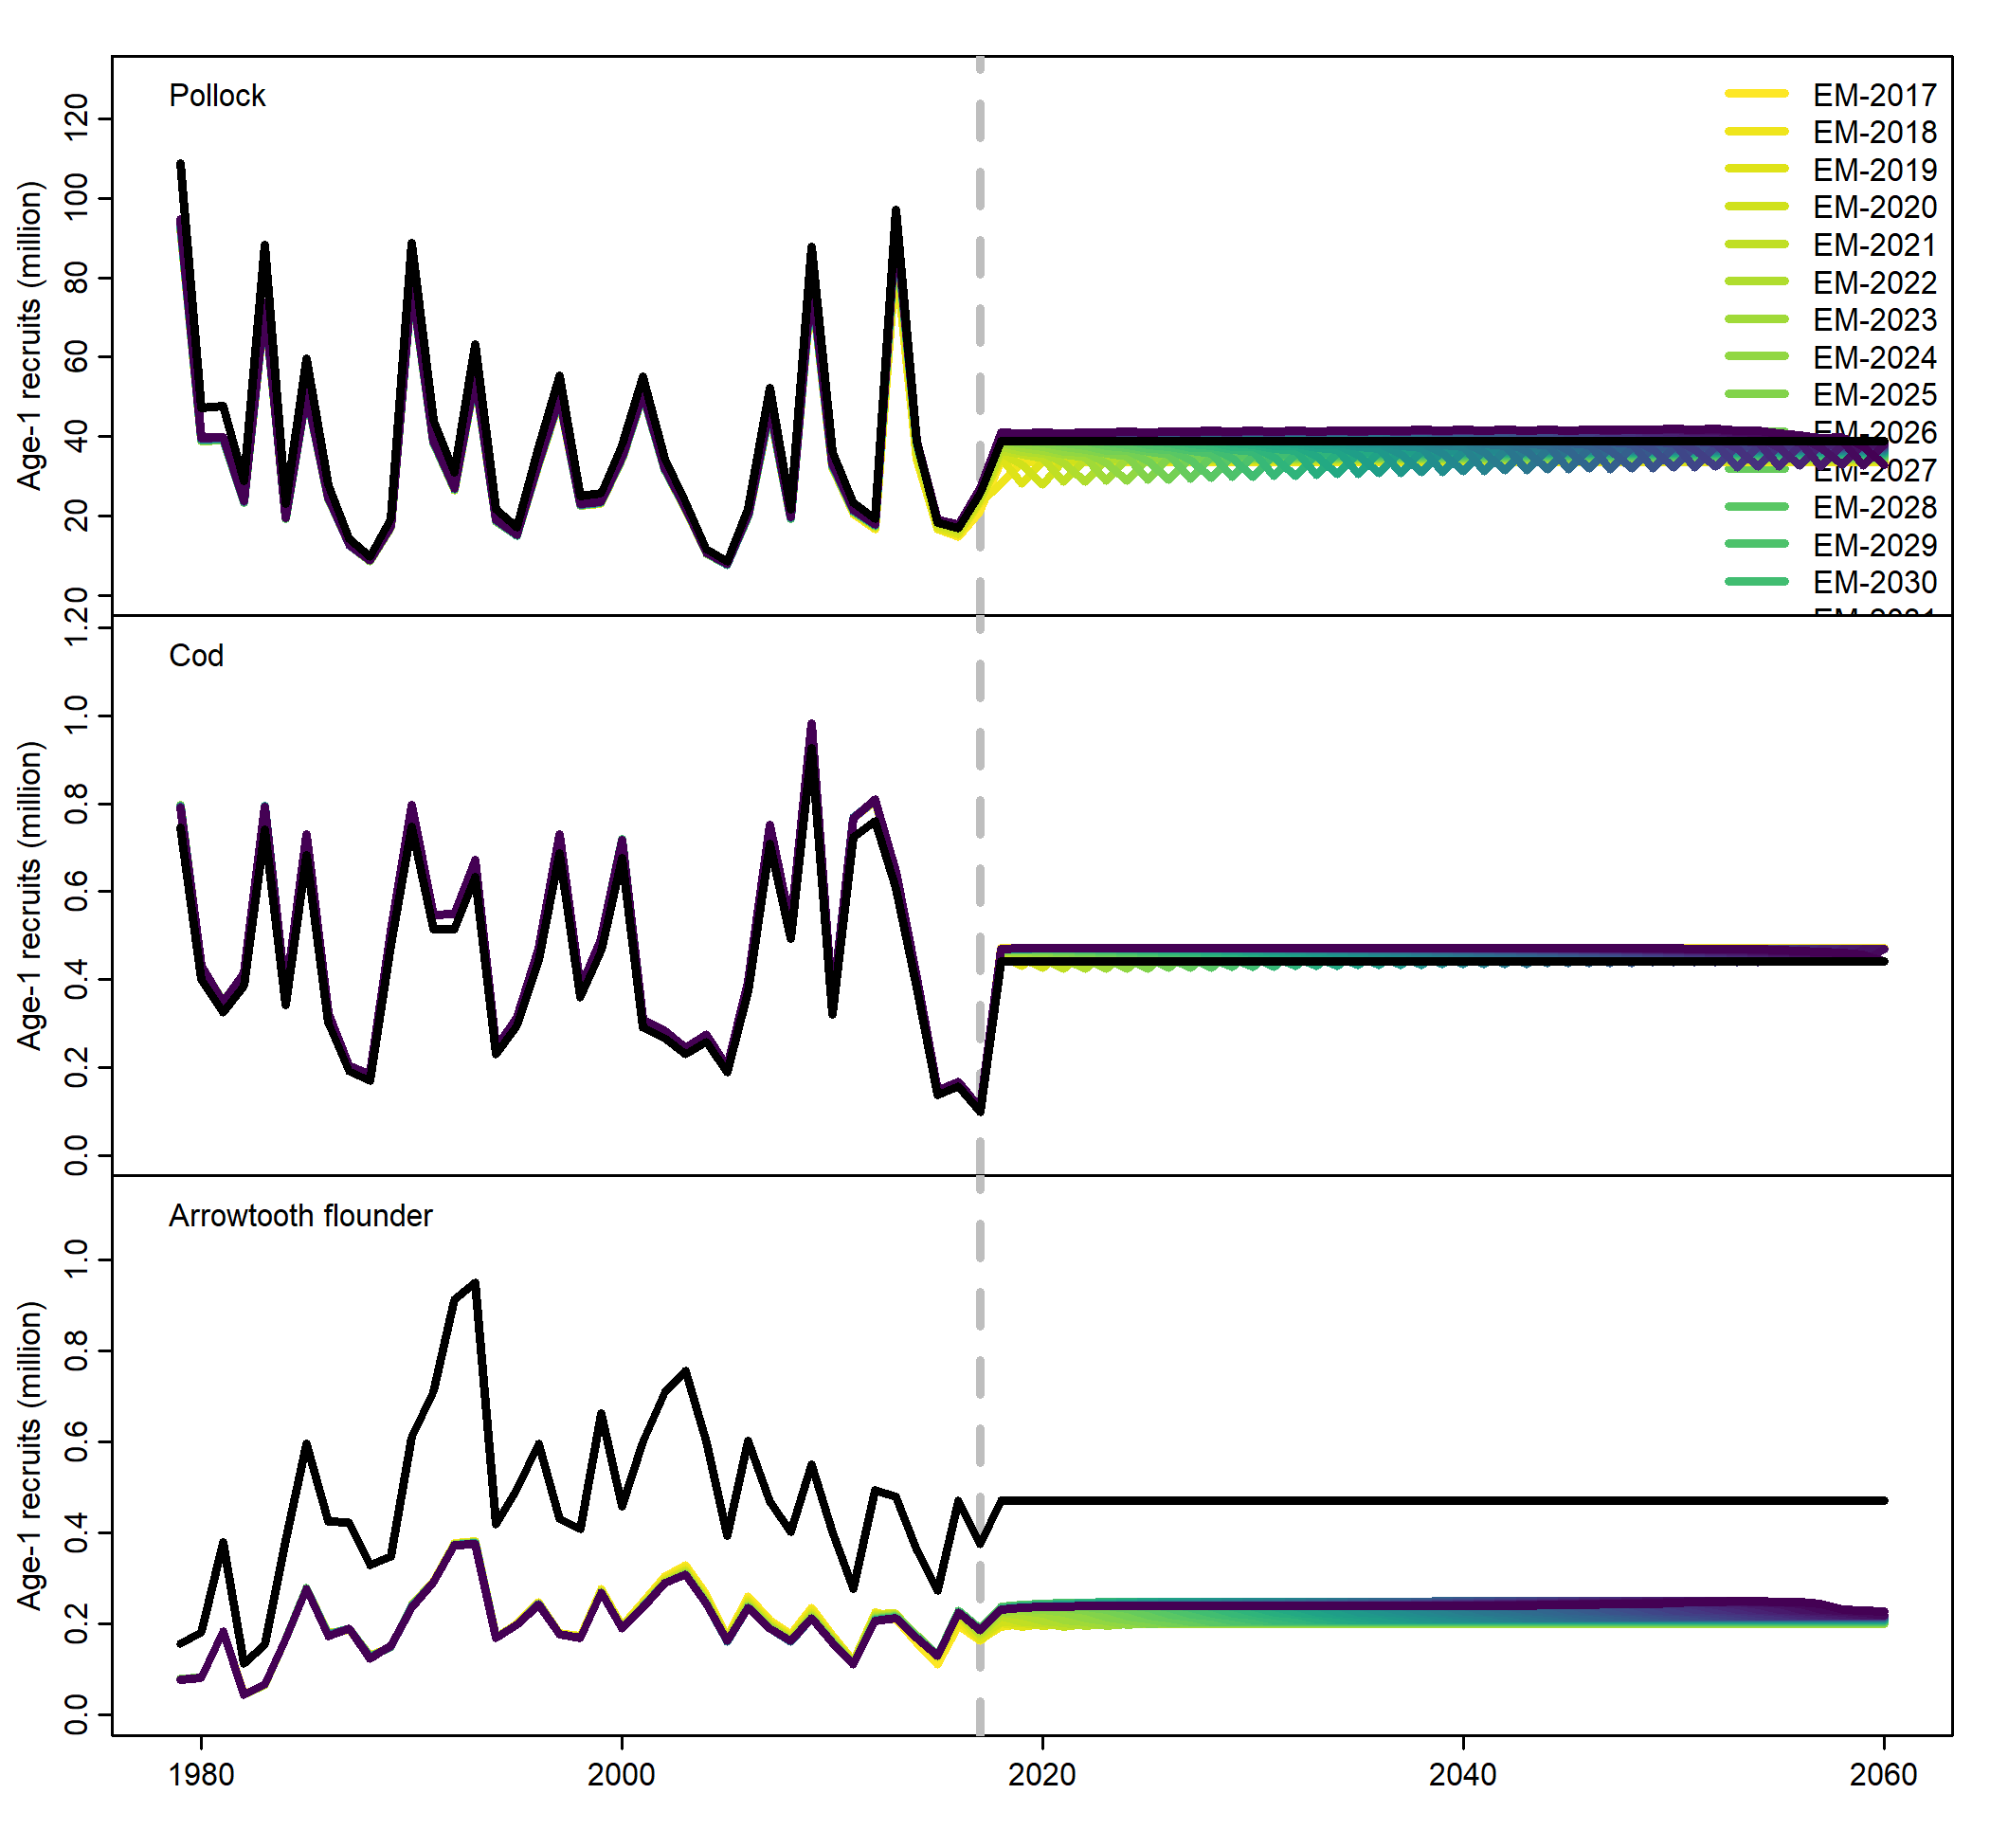 Pollock
Age-1 recruits (million)
120
100
80
60
40
20
0
EM-2017
EM-2018
EM-2019
EM-2020
EM-2021
EM-2022
EM-2023
EM-2024
EM-2025
EM-2026
EM-2027
EM-2028
EM-2029
EM-2030
Cod
Age-1 recruits (million)
1.2
1.0
0.8
0.6
0.4
0.2
0.0
Arrowtooth flounder
Age-1 recruits (million)
1.0
0.8
0.6
0.4
0.2
0.0
1980
2000
2020
2040
2060